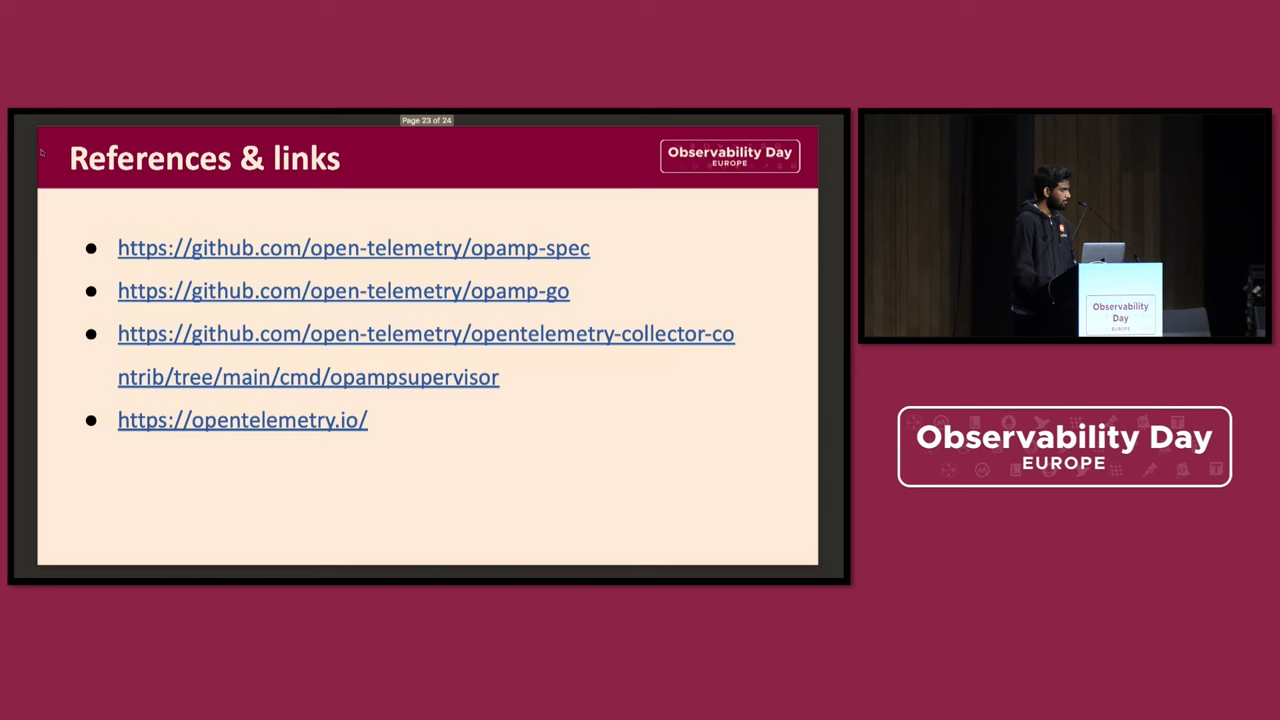 Page 23 of 24
References & links
Observability Day
EUROPE
● https://github.com/open-telemetry/opamp-spec
● https://github.com/open-telemetry/opamp-go
● https://github.com/open-telemetry/opentelemetry-collector-co
ntrib/tree/main/cmd/opampsupervisor
● https://opentelemetry.io/
Observability
Day
EUROPE
Observability Day
EUROPE